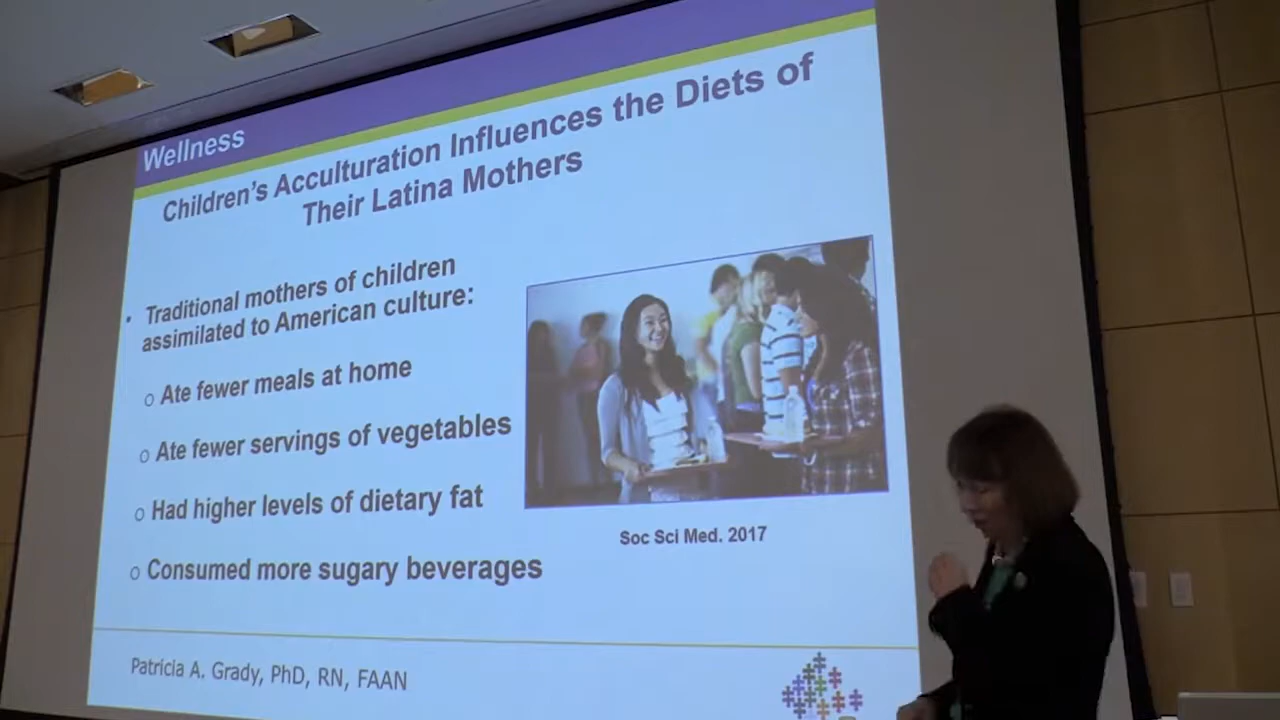 Wellness
Children's Acculturation Influences the Diets of
Their Latina Mothers
• Traditional mothers of children
assimilated to American culture:
o Ate fewer meals at home
o Ate fewer servings of vegetables
o Had higher levels of dietary fat
o Consumed more sugary beverages
Soc Sci Med. 2017
Patricia A. Grady, PhD, RN, FAAN